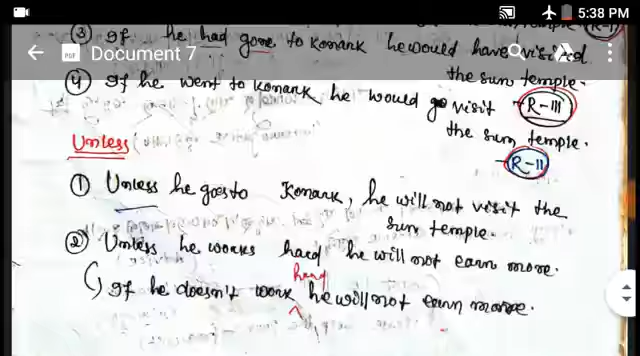 5:38 PM
③ If he had gone to Konark he would have visited
Document 7
the sun temple.
④ If he went to Konark he would go visit R-III
the sun temple.
R-II
Unless
① Unless he goes to Konark, he will not visit the
sun temple.
② Unless he works hard he will not earn more.
hard
If he doesn't work ^ he will not earn more.